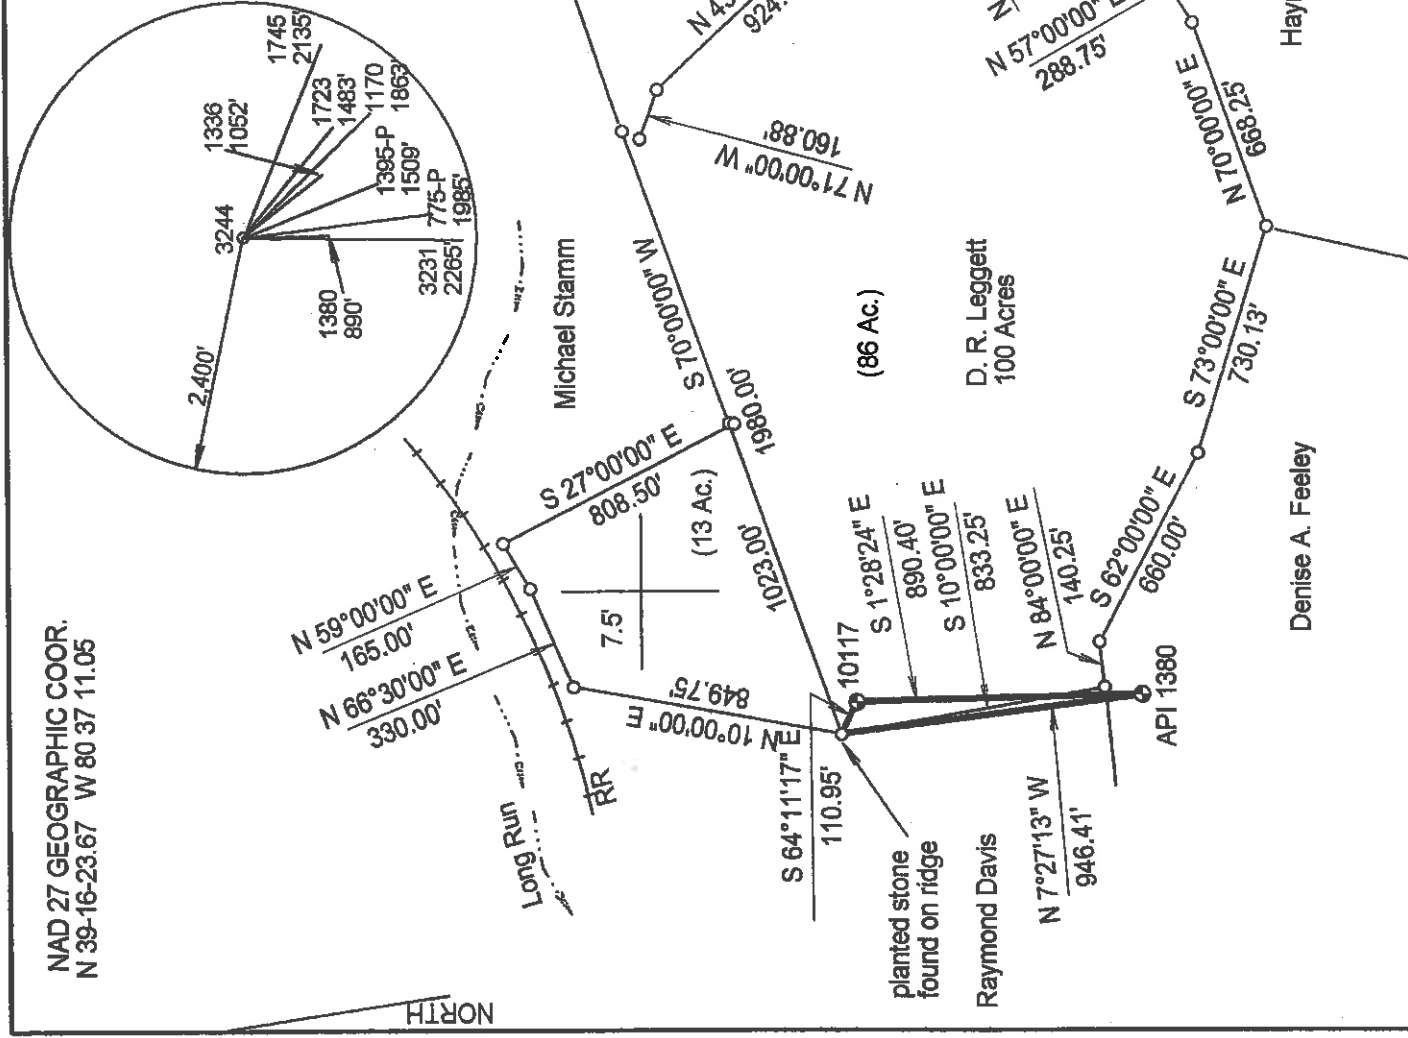 NAD 27 GEOGRAPHIC COOR.
N 39-16-23.67 W 80 37 11.05
NORTH
2,400'
3244
1336
1052'
1745
2135'
1723
1483'
1170
1863'
1395-P
1509'
775-P
1985'
3231
2265'
1380
890'
Long Run
RR
N 59°00'00" E
165.00'
N 66°30'00" E
330.00'
Michael Stamm
S 27°00'00" E
808.50'
(13 Ac.)
7.5'
N 10°00'00" E
849.75'
1023.00'
1980.00'
S 70°00'00" W
N 71°00'00" W
160.88'
924.
N 57°00'00" E
288.75'
N 70°00'00" E
668.25'
(86 Ac.)
D. R. Leggett
100 Acres
S 73°00'00" E
730.13'
S 62°00'00" E
660.00'
N 84°00'00" E
140.25'
S 10°00'00" E
833.25'
S 1°28'24" E
890.40'
10117
S 64°11'17" E
110.95'
planted stone
found on ridge
Raymond Davis
N 7°27'13" W
946.41'
API 1380
Denise A. Feeley